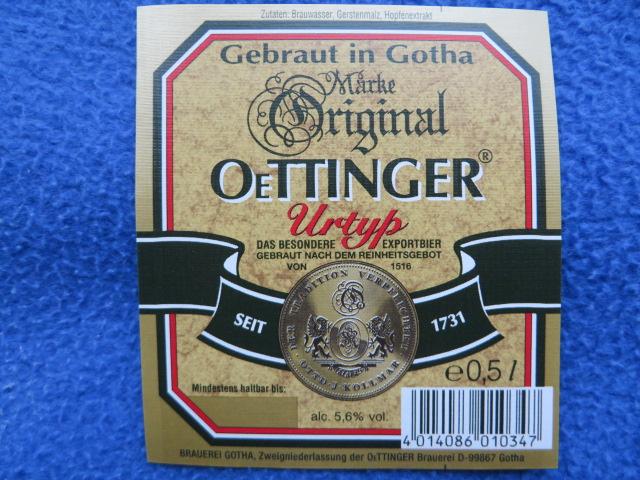 Zutaten: Brauwasser, Gerstenmalz, Hopfenextrakt
Gebraut in Gotha
Marke
Original
OeTTINGER®
Urtyp
DAS BESONDERE EXPORTBIER
GEBRAUT NACH DEM REINHEITSGEBOT
VON 1516
DER TRADITION VERPFLICHTET
O
OTTO J KOLLMAR
SEIT 1731
e0,5 l
Mindestens haltbar bis:
alc. 5,6% vol.
4 014086 010347
BRAUEREI GOTHA, Zweigniederlassung der OeTTINGER Brauerei D-99867 Gotha